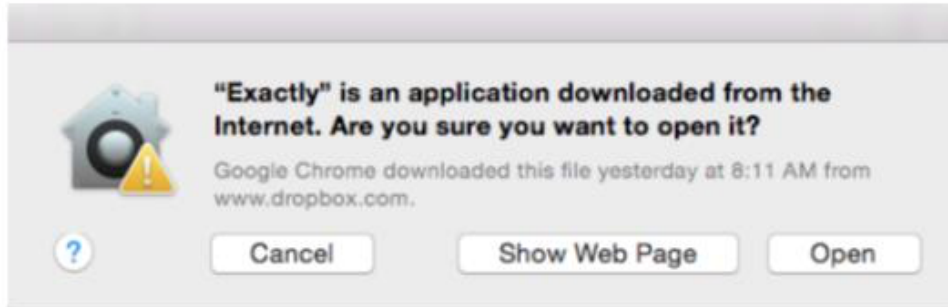 “Exactly” is an application downloaded from the
Internet. Are you sure you want to open it?
Google Chrome downloaded this file yesterday at 8:11 AM from
www.dropbox.com.
? Cancel Show Web Page Open